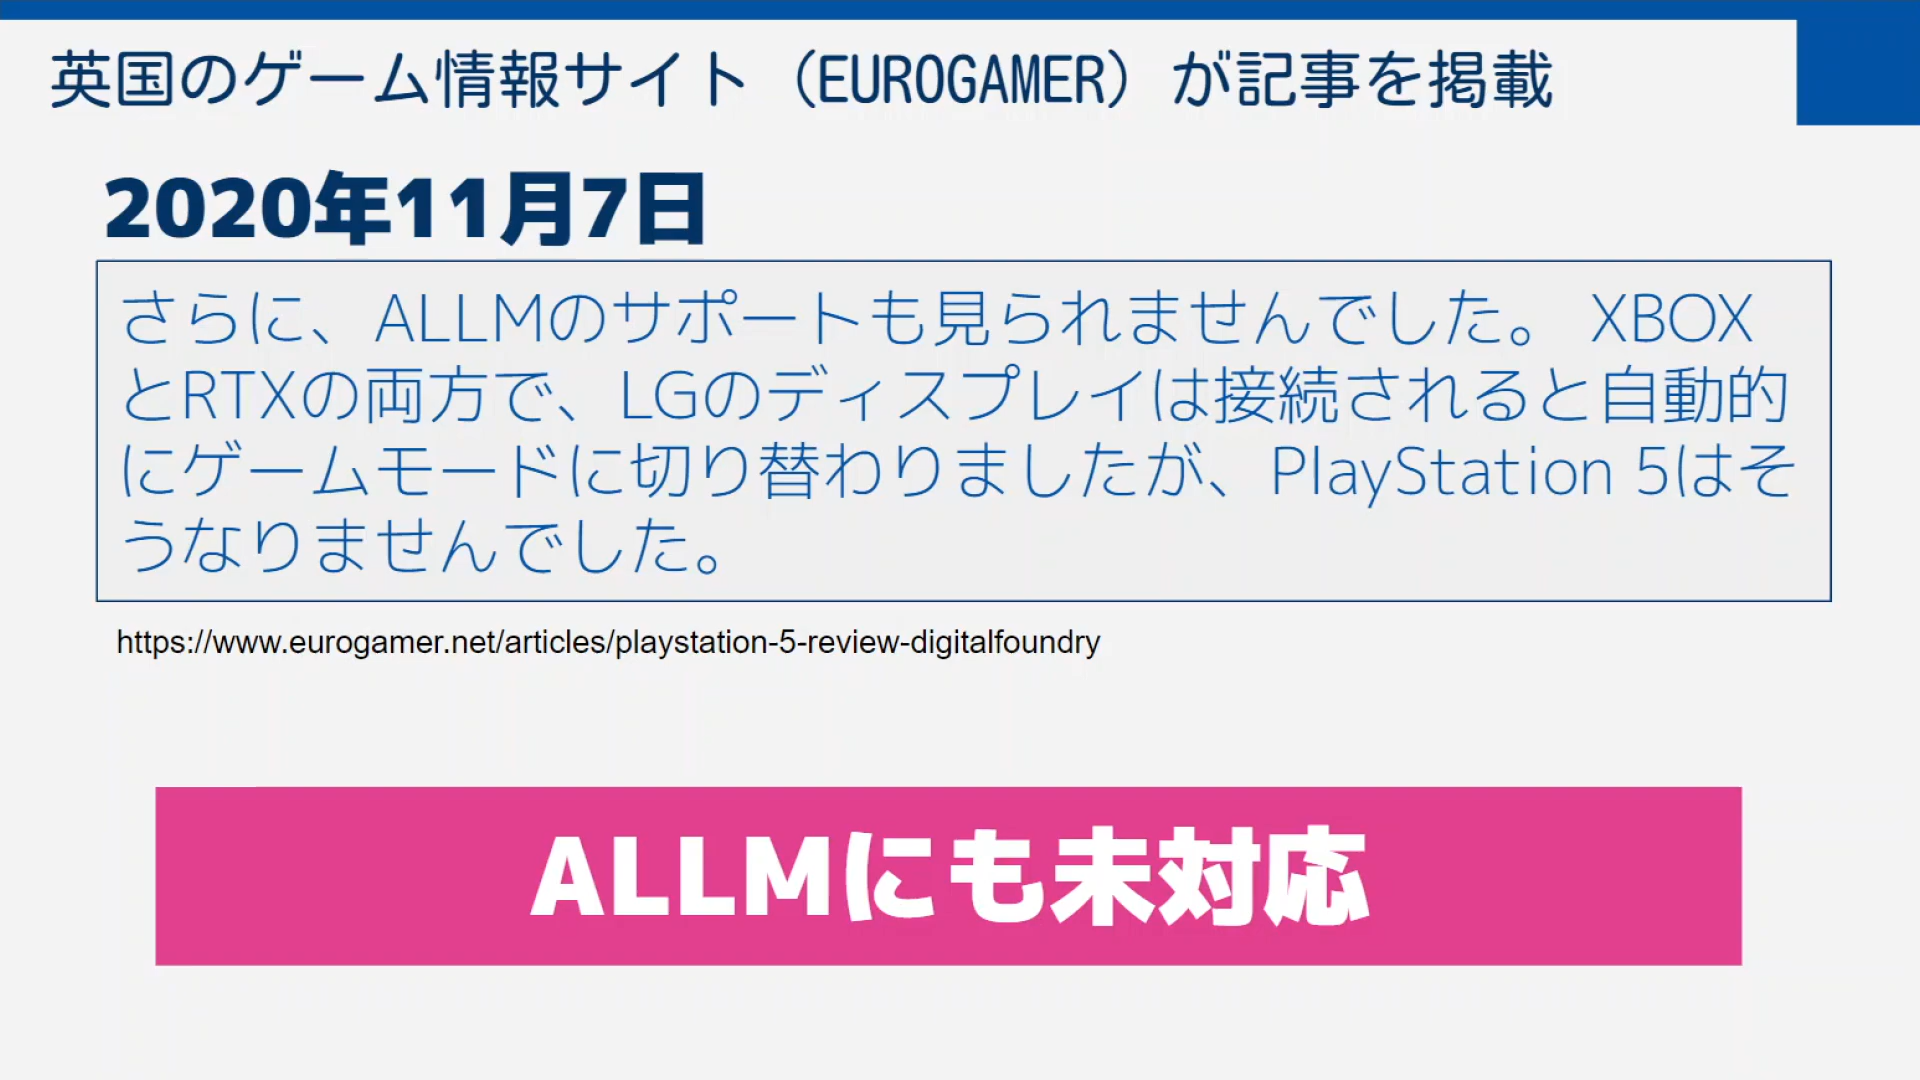 英国のゲーム情報サイト（EUROGAMER）が記事を掲載
2020年11月7日
さらに、ALLMのサポートも見られませんでした。 XBOX
とRTXの両方で、LGのディスプレイは接続されると自動的
にゲームモードに切り替わりましたが、PlayStation 5はそ
うなりませんでした。
https://www.eurogamer.net/articles/playstation-5-review-digitalfoundry
ALLMにも未対応